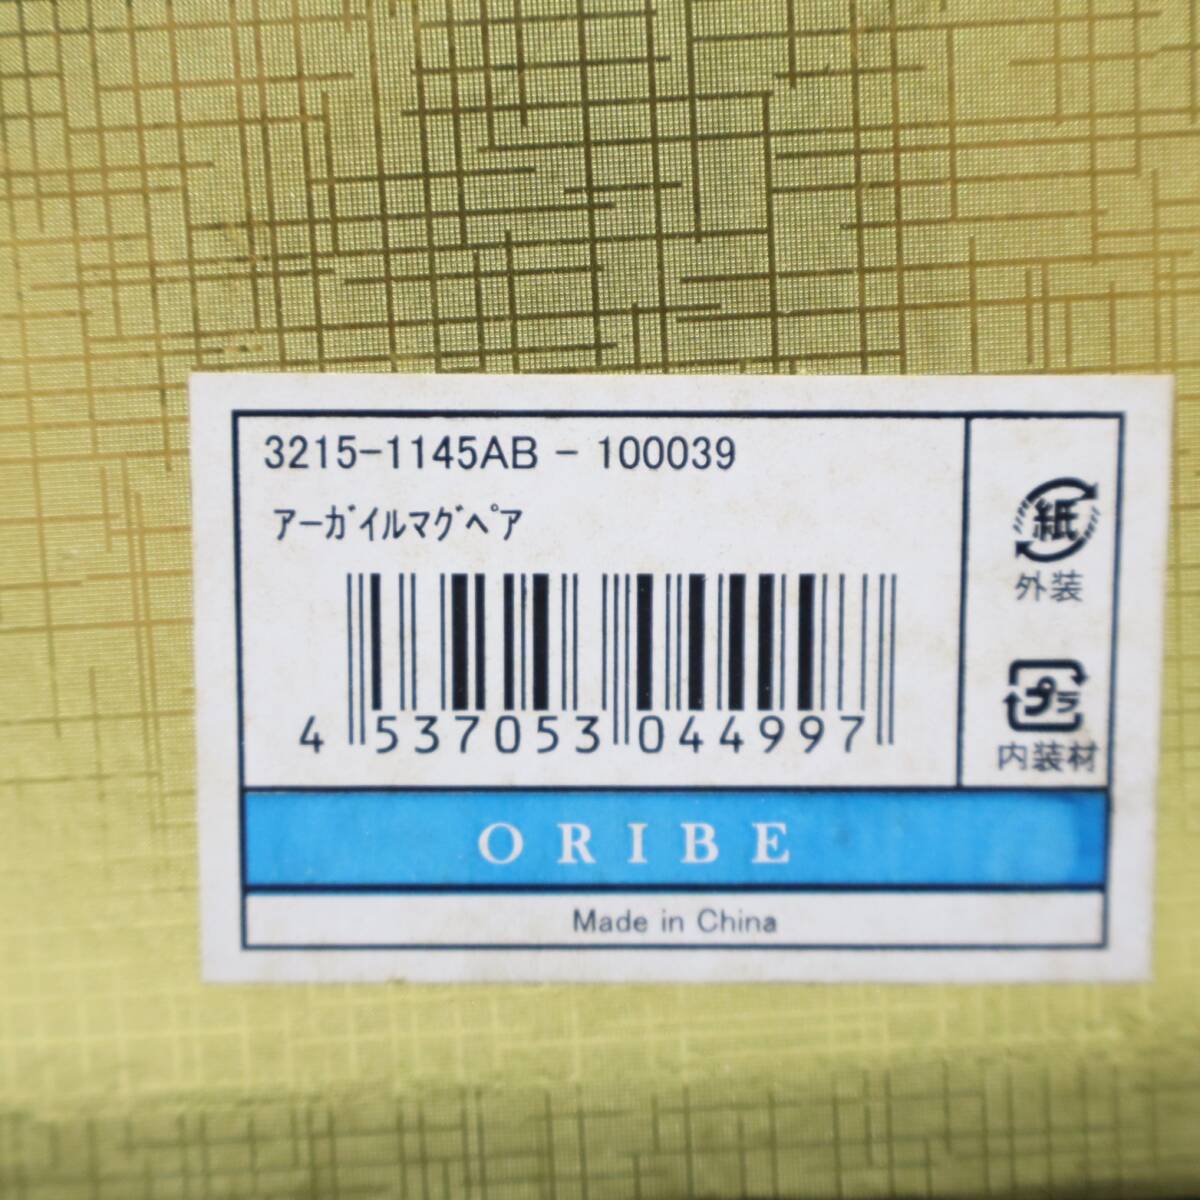 3215-1145AB - 100039
アーガイルマグペア
紙
外装
プラ
内装材
4 537053 044997
ORIBE
Made in China